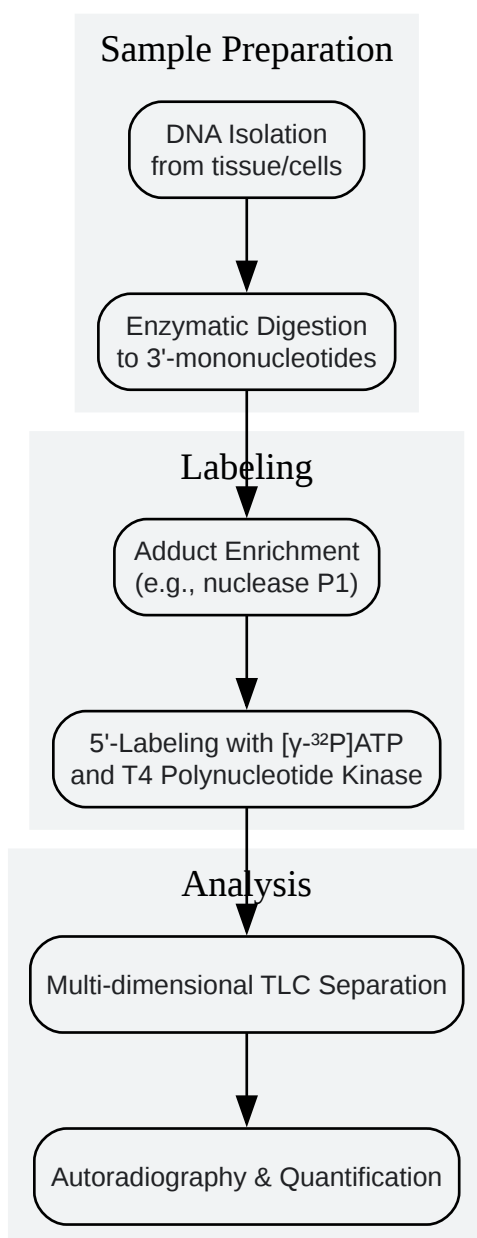 Sample Preparation
DNA Isolation
from tissue/cells
Enzymatic Digestion
to 3'-mononucleotides
Labeling
Adduct Enrichment
(e.g., nuclease P1)
5'-Labeling with [γ-³²P]ATP
and T4 Polynucleotide Kinase
Analysis
Multi-dimensional TLC Separation
Autoradiography & Quantification